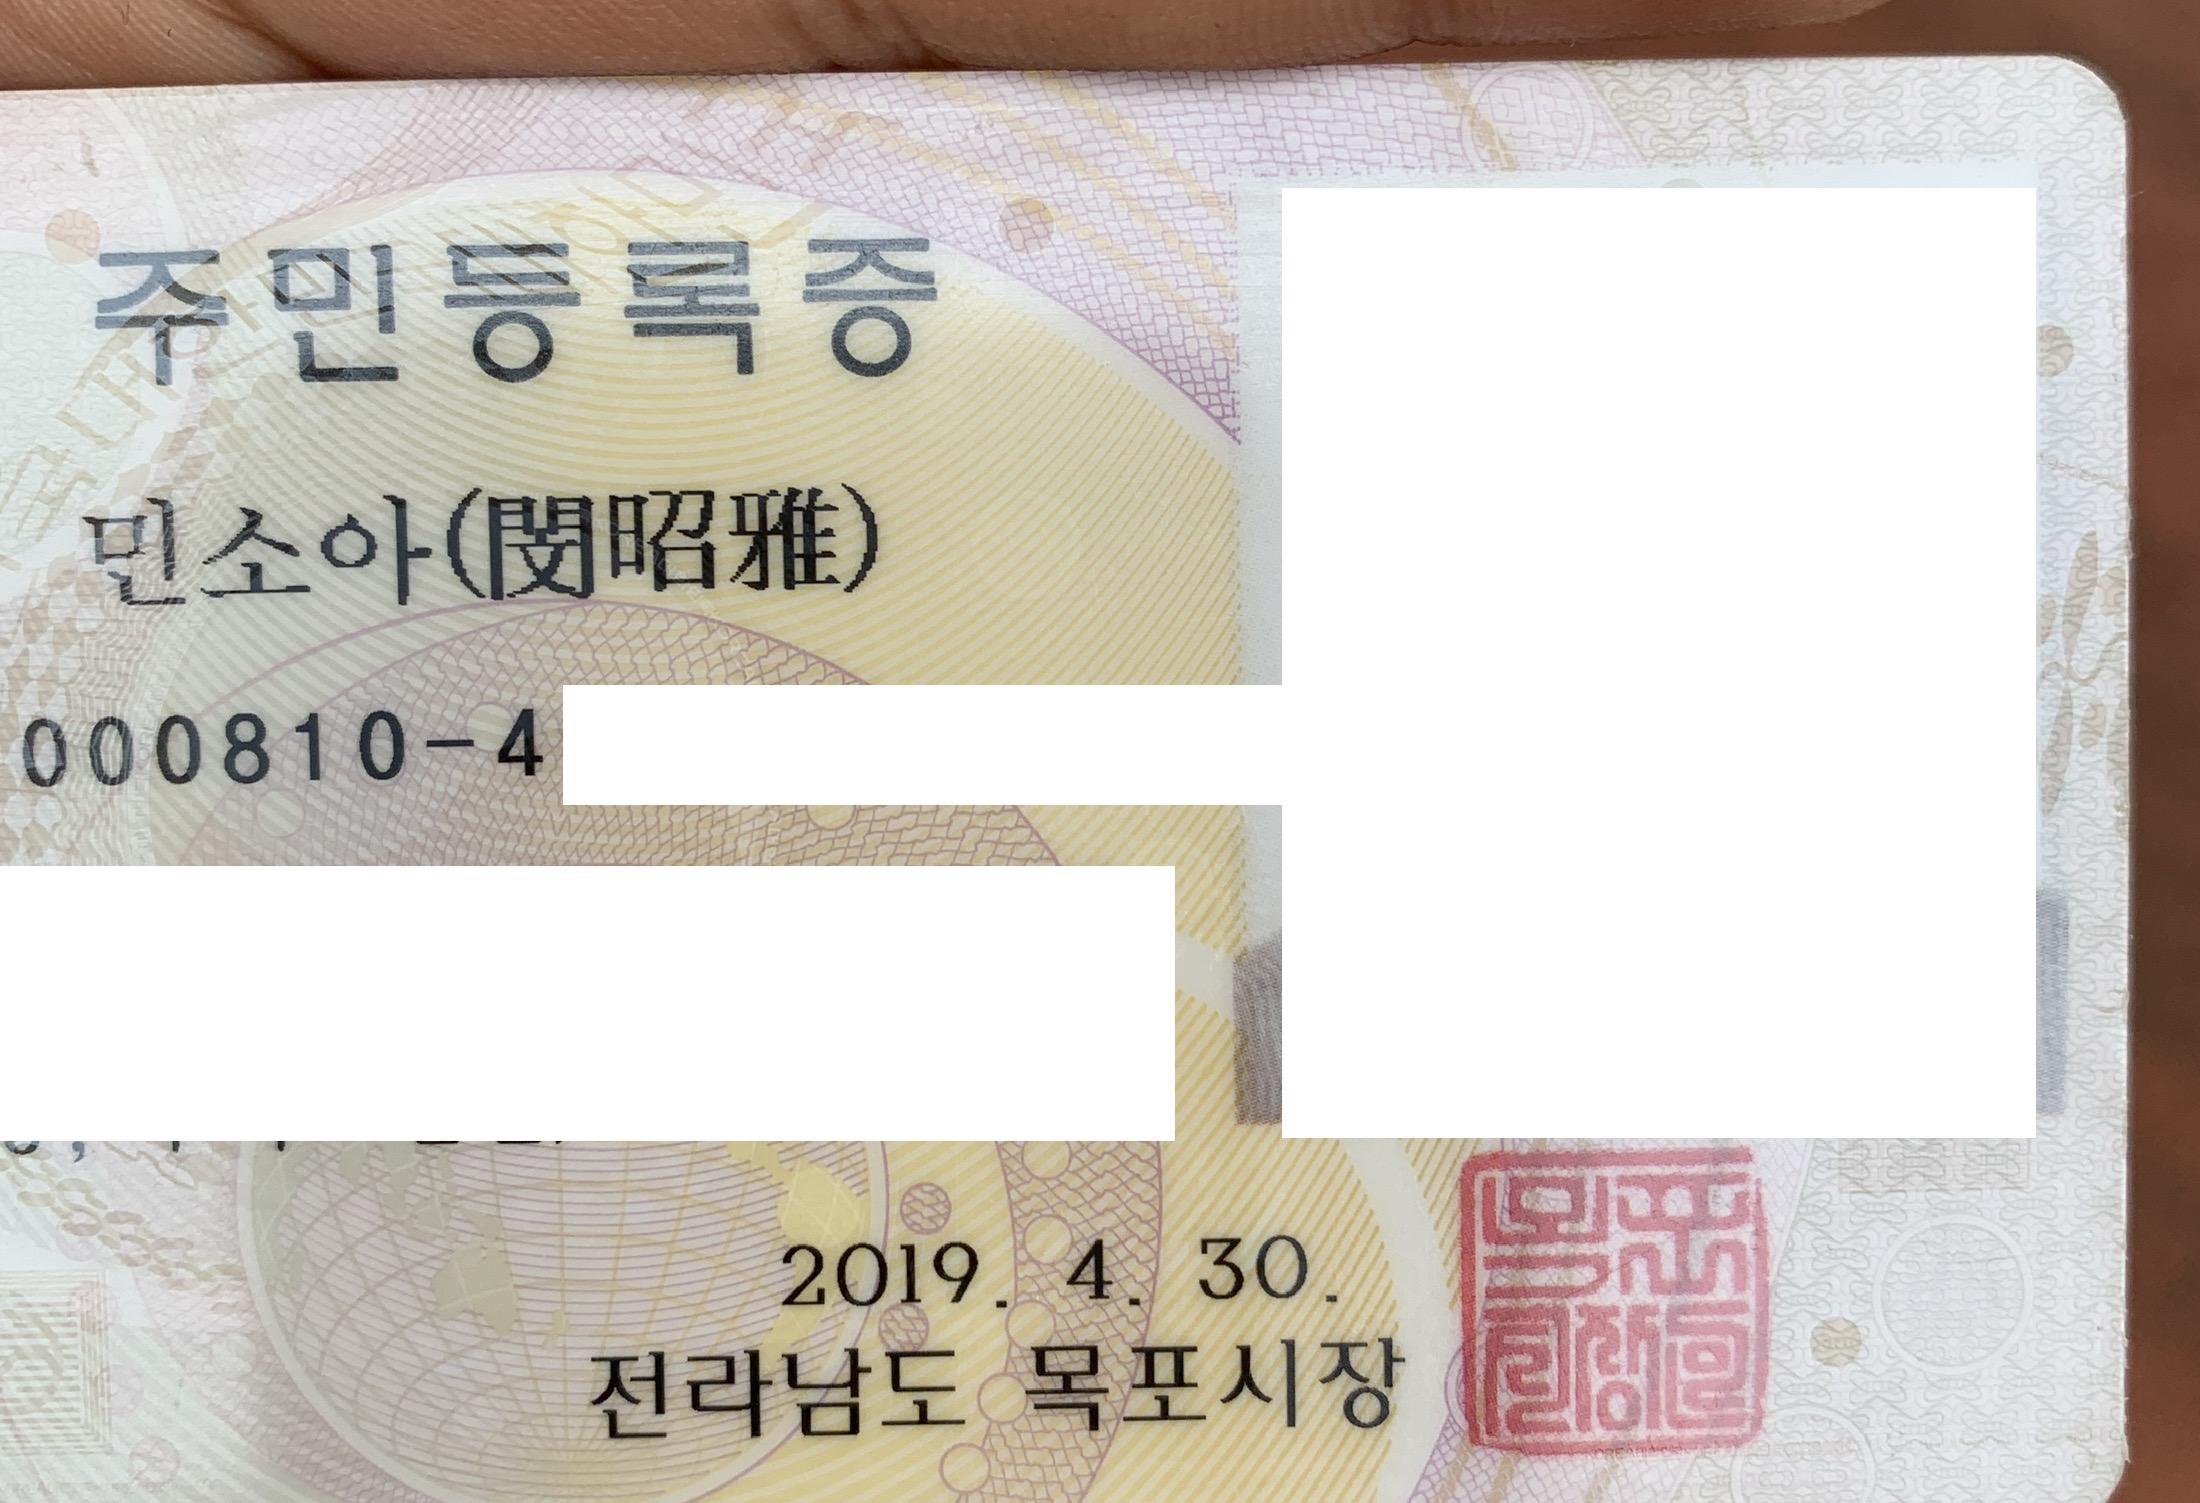 주민등록증
민소아(閔昭雅)
000810-4
2019. 4. 30.
전라남도 목포시장